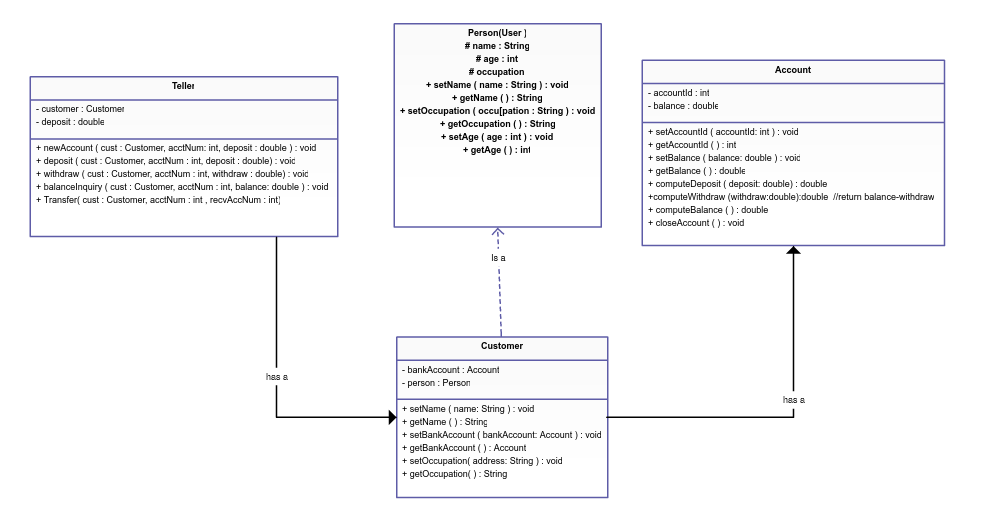 Person(User )
# name : String
# age : int
# occupation
+ setName ( name : String ) : void
+ getName ( ) : String
+ setOccupation ( occu[pation : String ) : void
+ getOccupation ( ) : String
+ setAge ( age : int ) : void
+ getAge ( ) : int
Teller
- customer : Customer
- deposit : double
+ newAccount ( cust : Customer, acctNum: int, deposit : double ) : void
+ deposit ( cust : Customer, acctNum : int, deposit : double) : void
+ withdraw ( cust : Customer, acctNum : int, withdraw : double) : void
+ balanceInquiry ( cust : Customer, acctNum : int, balance: double ) : void
+ Transfer( cust : Customer, acctNum : int , recvAccNum : int)
Account
- accountId : int
- balance : double
+ setAccountId ( accountId: int ) : void
+ getAccountId ( ) : int
+ setBalance ( balance: double ) : void
+ getBalance ( ) : double
+ computeDeposit ( deposit: double) : double
+computeWithdraw (withdraw:double):double //return balance-withdraw
+ computeBalance ( ) : double
+ closeAccount ( ) : void
Is a
has a
has a
Customer
- bankAccount : Account
- person : Person
+ setName ( name: String ) : void
+ getName ( ) : String
+ setBankAccount ( bankAccount: Account ) : void
+ getBankAccount ( ) : Account
+ setOccupation( address: String ) : void
+ getOccupation( ) : String